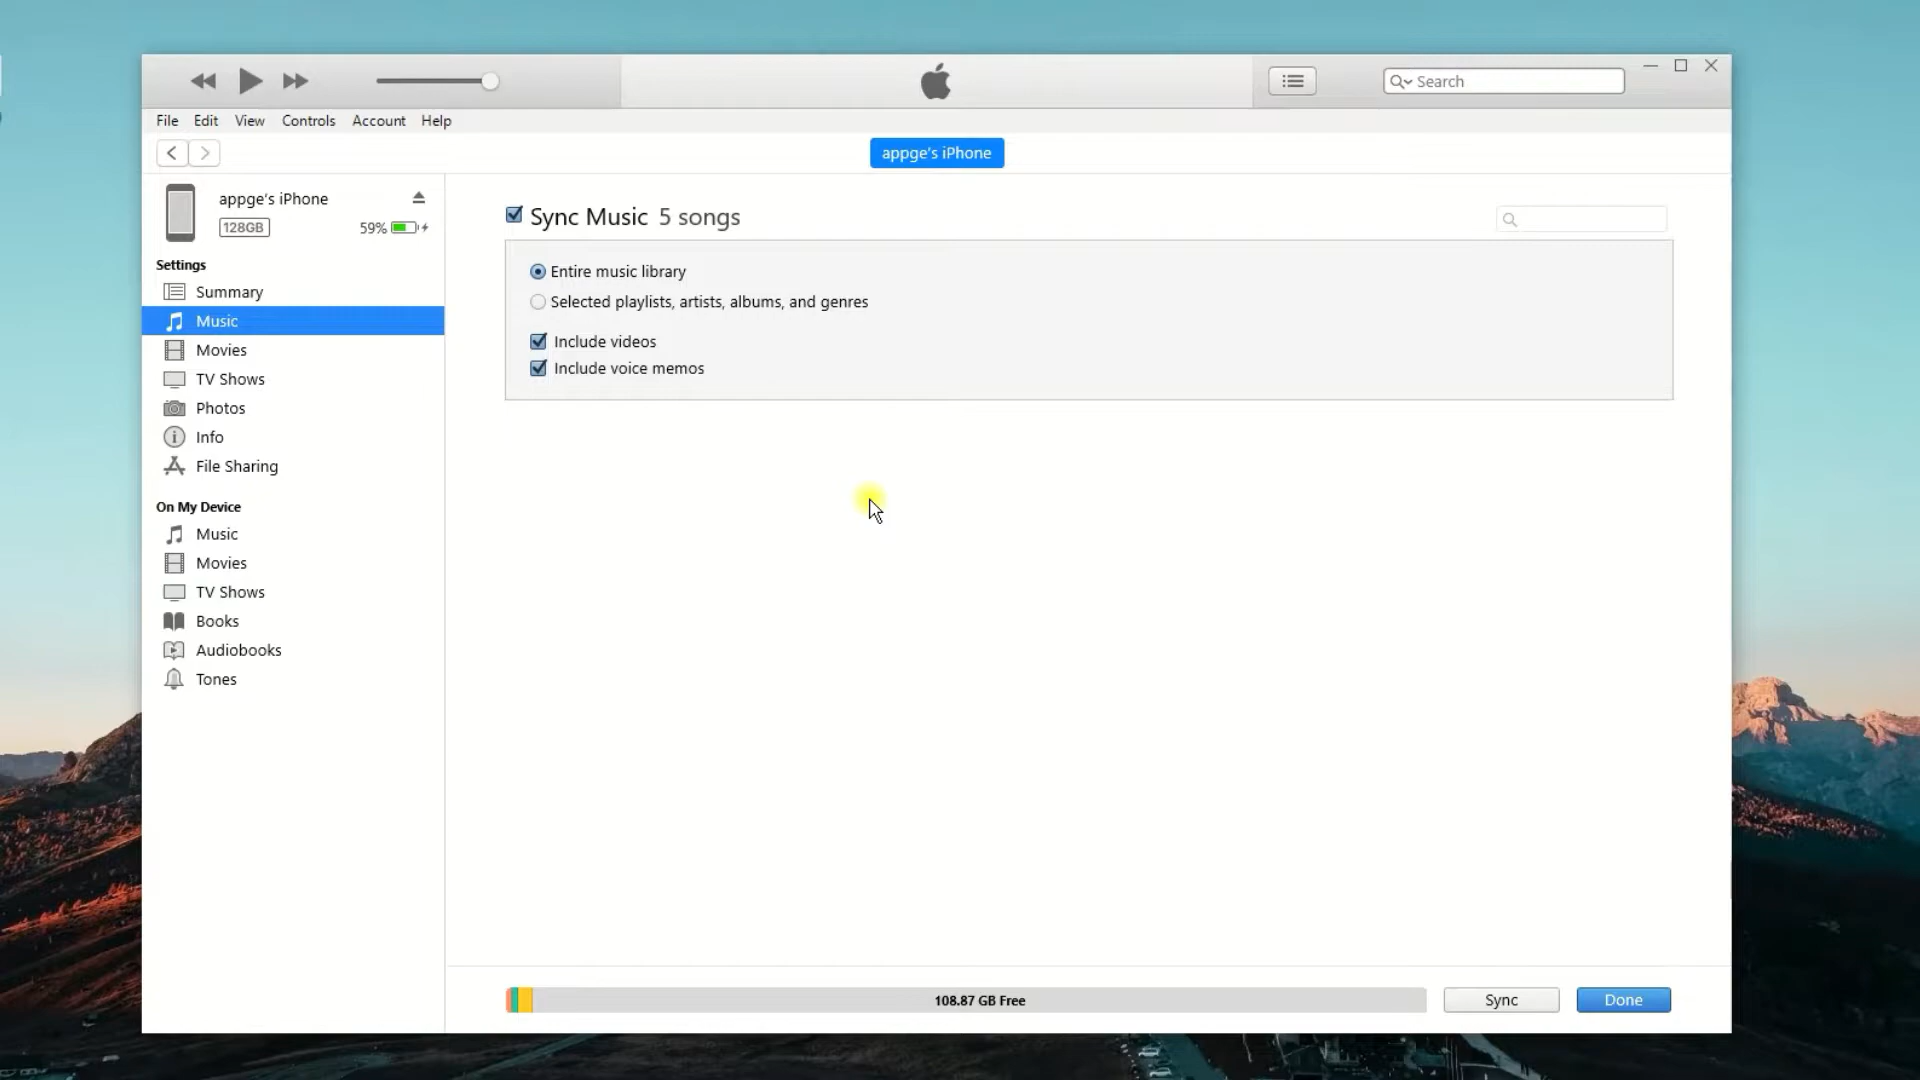 Search
File Edit View Controls Account Help
appge's iPhone
appge's iPhone
128GB 59%
Settings
Summary
Music
Movies
TV Shows
Photos
Info
File Sharing
On My Device
Music
Movies
TV Shows
Books
Audiobooks
Tones
Sync Music 5 songs
Entire music library
Selected playlists, artists, albums, and genres
Include videos
Include voice memos
108.87 GB Free
Sync
Done